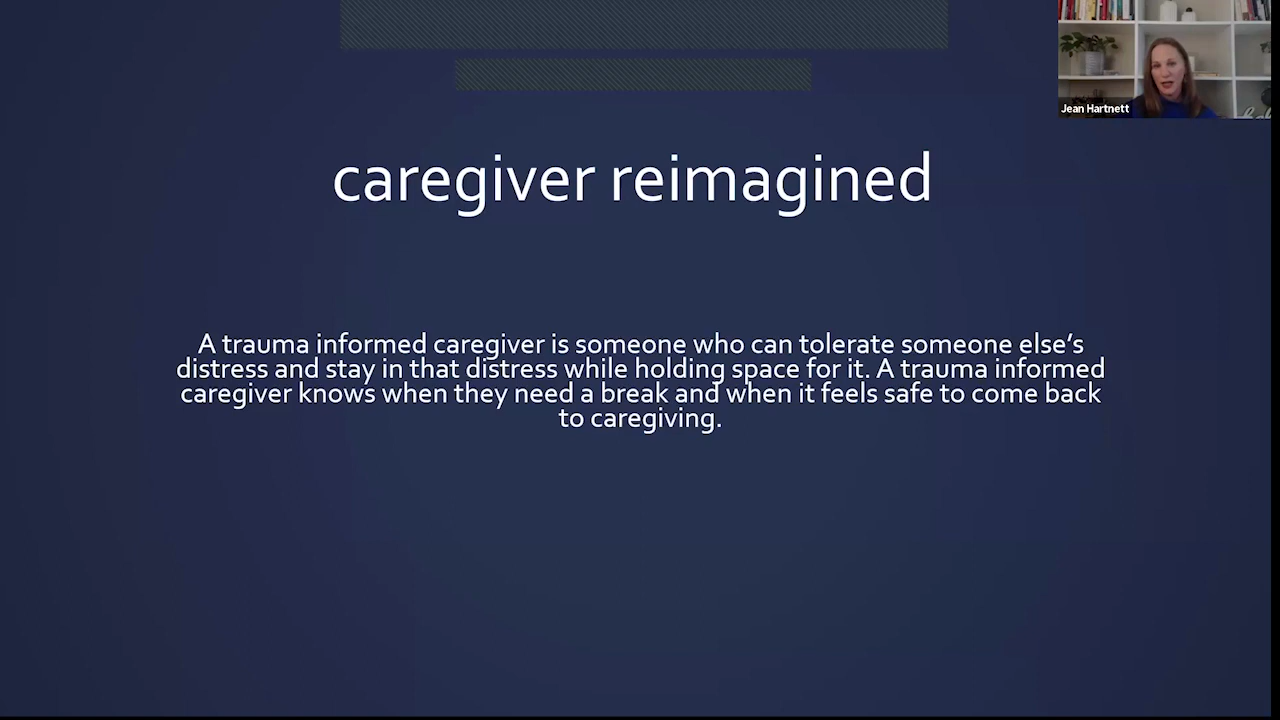 Jean Hartnett
caregiver reimagined
A trauma informed caregiver is someone who can tolerate someone else’s
distress and stay in that distress while holding space for it. A trauma informed
caregiver knows when they need a break and when it feels safe to come back
to caregiving.